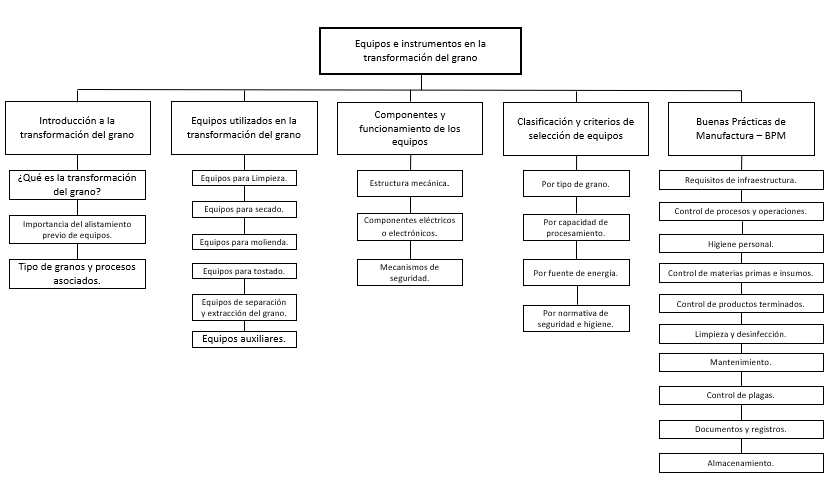 Equipos e instrumentos en la
transformación del grano
Introducción a la
transformación del grano
¿Qué es la transformación
del grano?
Importancia del alistamiento
previo de equipos.
Tipo de granos y procesos
asociados.
Equipos utilizados en la
transformación del grano
Equipos para Limpieza.
Equipos para secado.
Equipos para molienda.
Equipos para tostado.
Equipos de separación
y extracción del grano.
Equipos auxiliares.
Componentes y
funcionamiento de los
equipos
Estructura mecánica.
Componentes eléctricos
o electrónicos.
Mecanismos de
seguridad.
Clasificación y criterios de
selección de equipos
Por tipo de grano.
Por capacidad de
procesamiento.
Por fuente de energía.
Por normativa de
seguridad e higiene.
Buenas Prácticas de
Manufactura – BPM
Requisitos de infraestructura.
Control de procesos y operaciones.
Higiene personal.
Control de materias primas e insumos.
Control de productos terminados.
Limpieza y desinfección.
Mantenimiento.
Control de plagas.
Documentos y registros.
Almacenamiento.